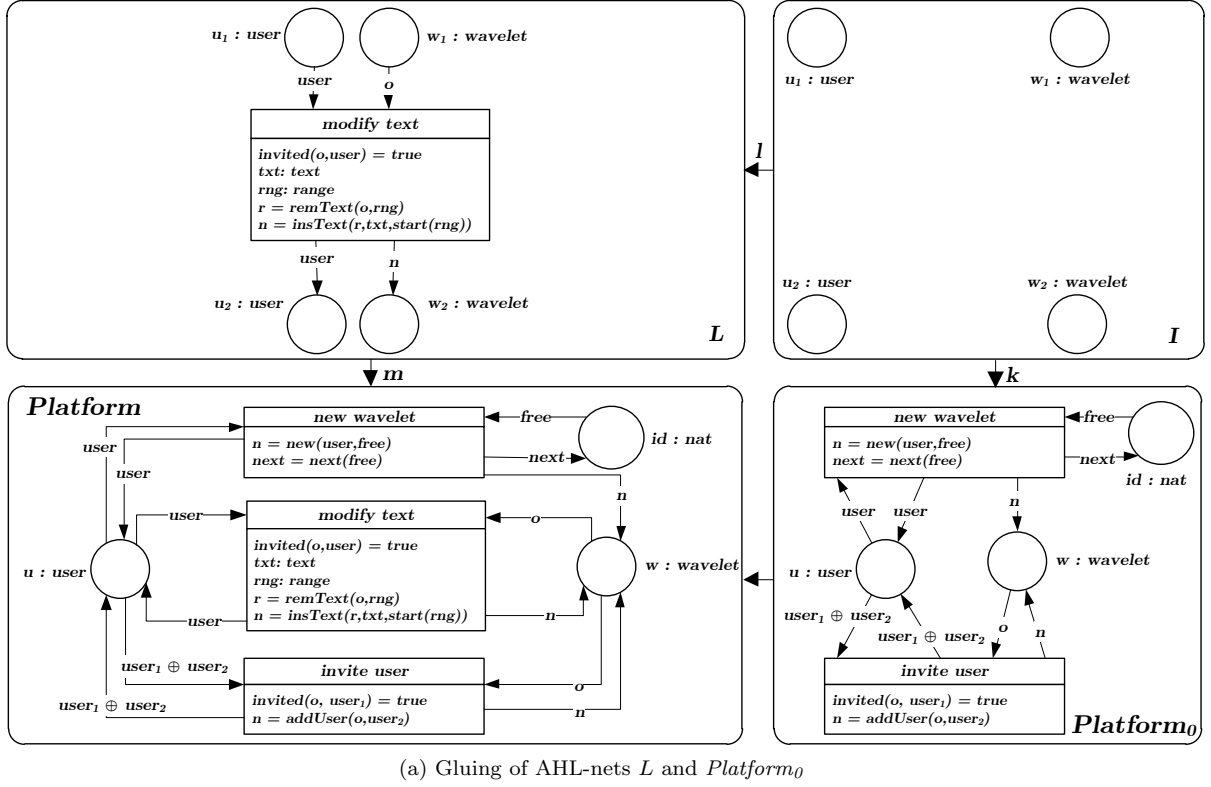 u₁ : user
w₁ : wavelet
user
o
modify text
invited(o,user) = true
txt: text
rng: range
r = remText(o,rng)
n = insText(r,txt,start(rng))
user
n
u₂ : user
w₂ : wavelet
L
l
u₁ : user
w₁ : wavelet
u₂ : user
w₂ : wavelet
I
m
k
Platform
new wavelet
n = new(user,free)
next = next(free)
free
next
id : nat
user
user
n
modify text
invited(o,user) = true
txt: text
rng: range
r = remText(o,rng)
n = insText(r,txt,start(rng))
user
o
u : user
w : wavelet
user
n
user₁ ⊕ user₂
user₁ ⊕ user₂
invite user
invited(o, user₁) = true
n = addUser(o,user₂)
o
n
new wavelet
n = new(user,free)
next = next(free)
free
next
id : nat
user
user
n
u : user
w : wavelet
user₁ ⊕ user₂
user₁ ⊕ user₂
o
n
invite user
invited(o, user₁) = true
n = addUser(o,user₂)
Platform₀
(a) Gluing of AHL-nets L and Platform₀